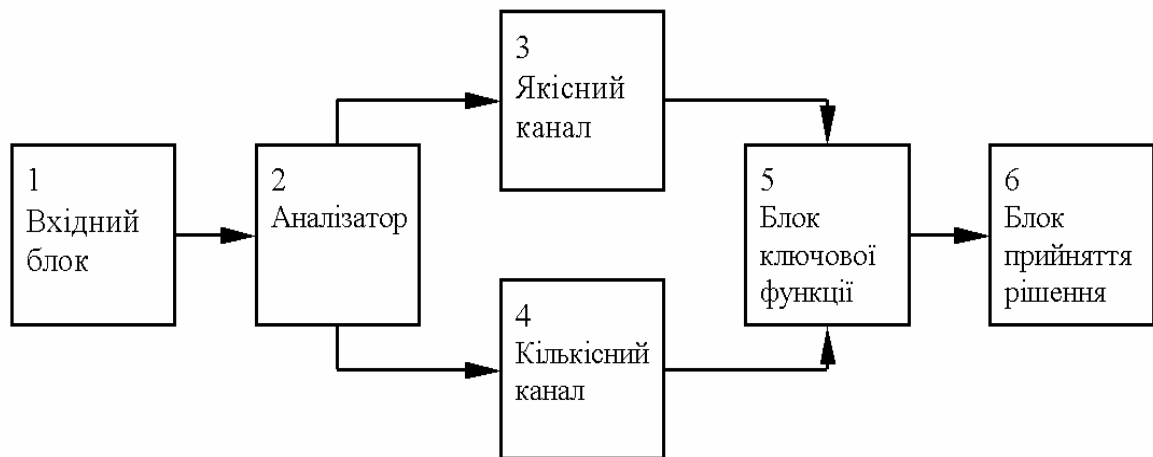 1
Вхідний
блок
2
Аналізатор
3
Якісний
канал
4
Кількісний
канал
5
Блок
ключової
функції
6
Блок
прийняття
рішення